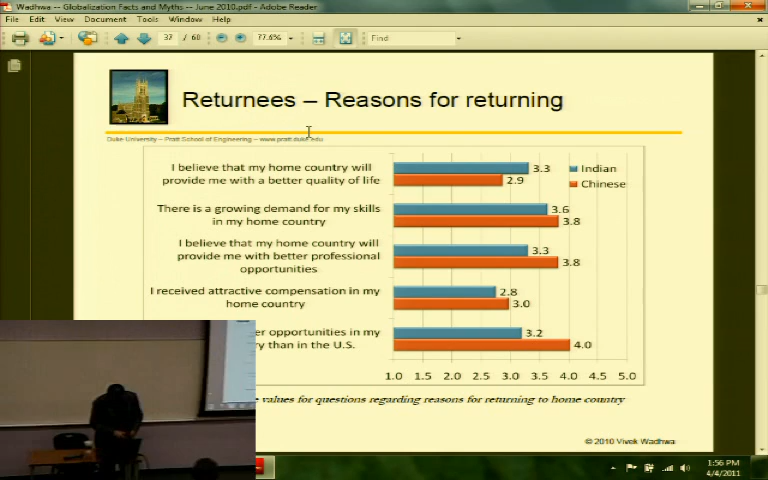 Wadhwa -- Globalization Facts and Myths -- June 2010.pdf - Adobe Reader
File Edit View Document Tools Window Help
37 / 60 77.6% Find
Returnees – Reasons for returning
Duke University – Pratt School of Engineering – www.pratt.duke.edu
I believe that my home country will
provide me with a better quality of life
3.3
2.9
Indian
Chinese
There is a growing demand for my skills
in my home country
3.6
3.8
I believe that my home country will
provide me with better professional
opportunities
3.3
3.8
I received attractive compensation in my
home country
2.8
3.0
opportunities in my
than in the U.S.
3.2
4.0
1.0 1.5 2.0 2.5 3.0 3.5 4.0 5.0
values for questions regarding reasons for returning to home country
© 2010 Vivek Wadhwa
1:56 PM
4/4/2011